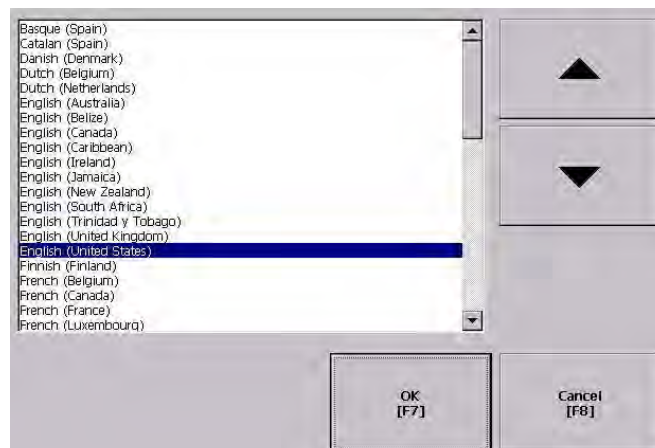 Basque (Spain)
Catalan (Spain)
Danish (Denmark)
Dutch (Belgium)
Dutch (Netherlands)
English (Australia)
English (Belize)
English (Canada)
English (Caribbean)
English (Ireland)
English (Jamaica)
English (New Zealand)
English (South Africa)
English (Trinidad y Tobago)
English (United Kingdom)
English (United States)
Finnish (Finland)
French (Belgium)
French (Canada)
French (France)
French (Luxembourg)
OK
[F7]
Cancel
[F8]